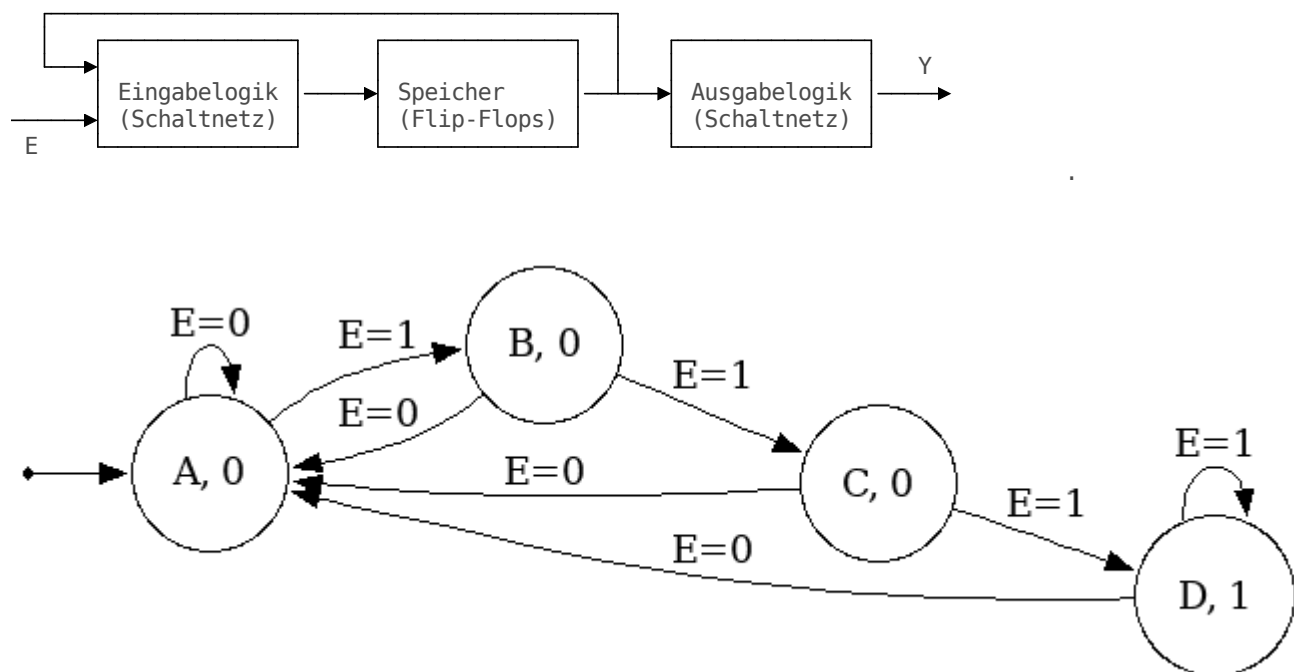 Y
Eingabelogik
(Schaltnetz)
Speicher
(Flip-Flops)
Ausgabelogik
(Schaltnetz)
E
.
E=0
E=1
B, 0
E=1
E=0
A, 0
E=0
C, 0
E=1
E=1
E=0
D, 1